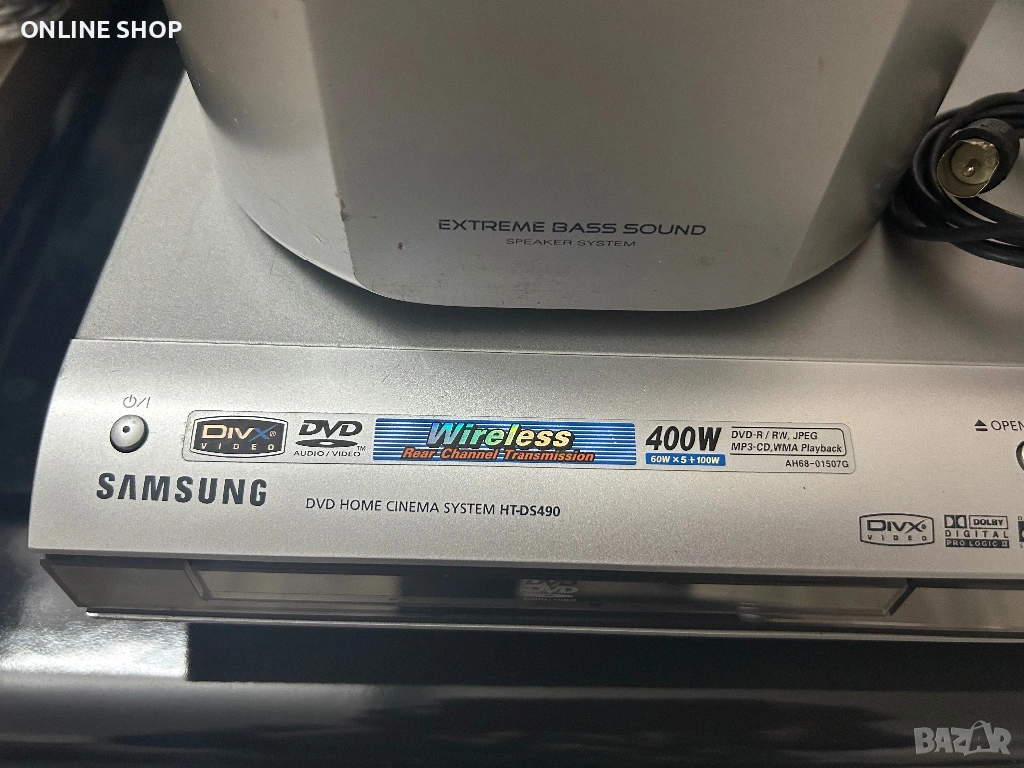 ONLINE SHOP
EXTREME BASS SOUND
SPEAKER SYSTEM
DivX®
VIDEO
DVD™
AUDIO/VIDEO
Wireless
Rear-Channel-Transmission
400W
60W X 5 + 100W
DVD-R / RW, JPEG
MP3-CD, WMA Playback
AH68-01507G
OPEN
SAMSUNG
DVD HOME CINEMA SYSTEM HT-DS490
DivX®
VIDEO
DOLBY
DIGITAL
PRO LOGIC II
DVD
BAZAR